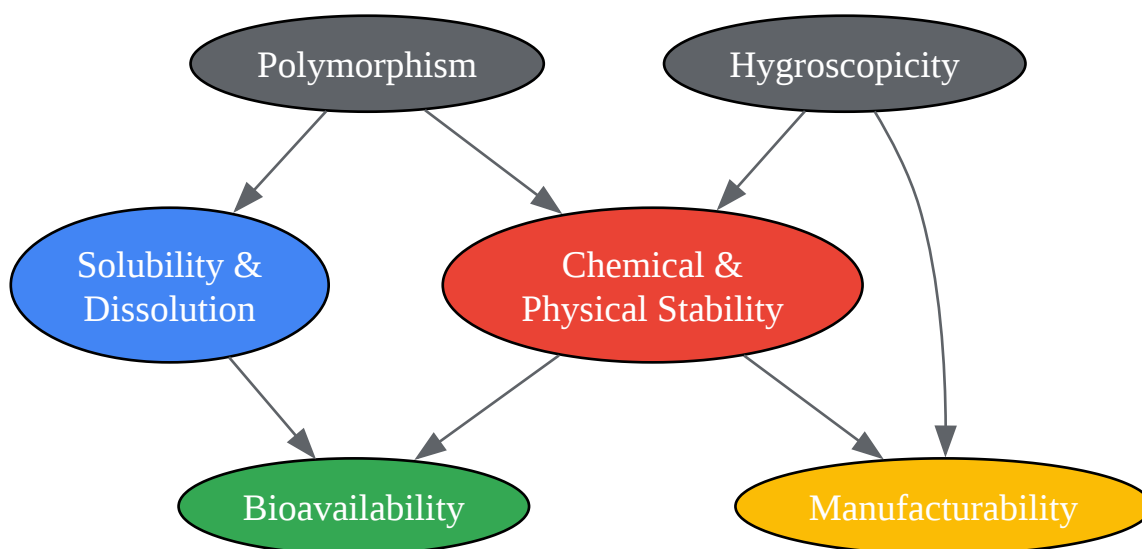 Polymorphism
Hygroscopicity
Solubility &
Dissolution
Chemical &
Physical Stability
Bioavailability
Manufacturability